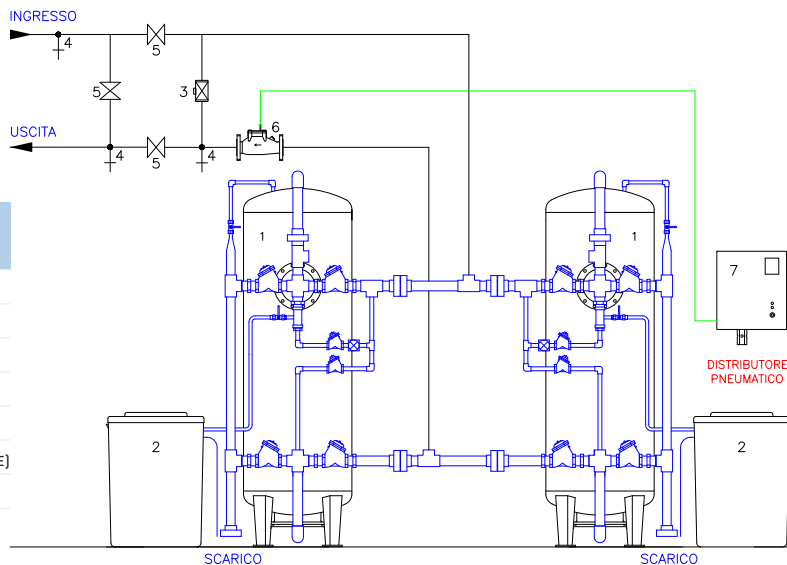 INGRESSO
4
5
5
3
6
USCITA
4
5
4
1
1
7
DISTRIBUTORE
PNEUMATICO
2
2
E)
SCARICO
SCARICO